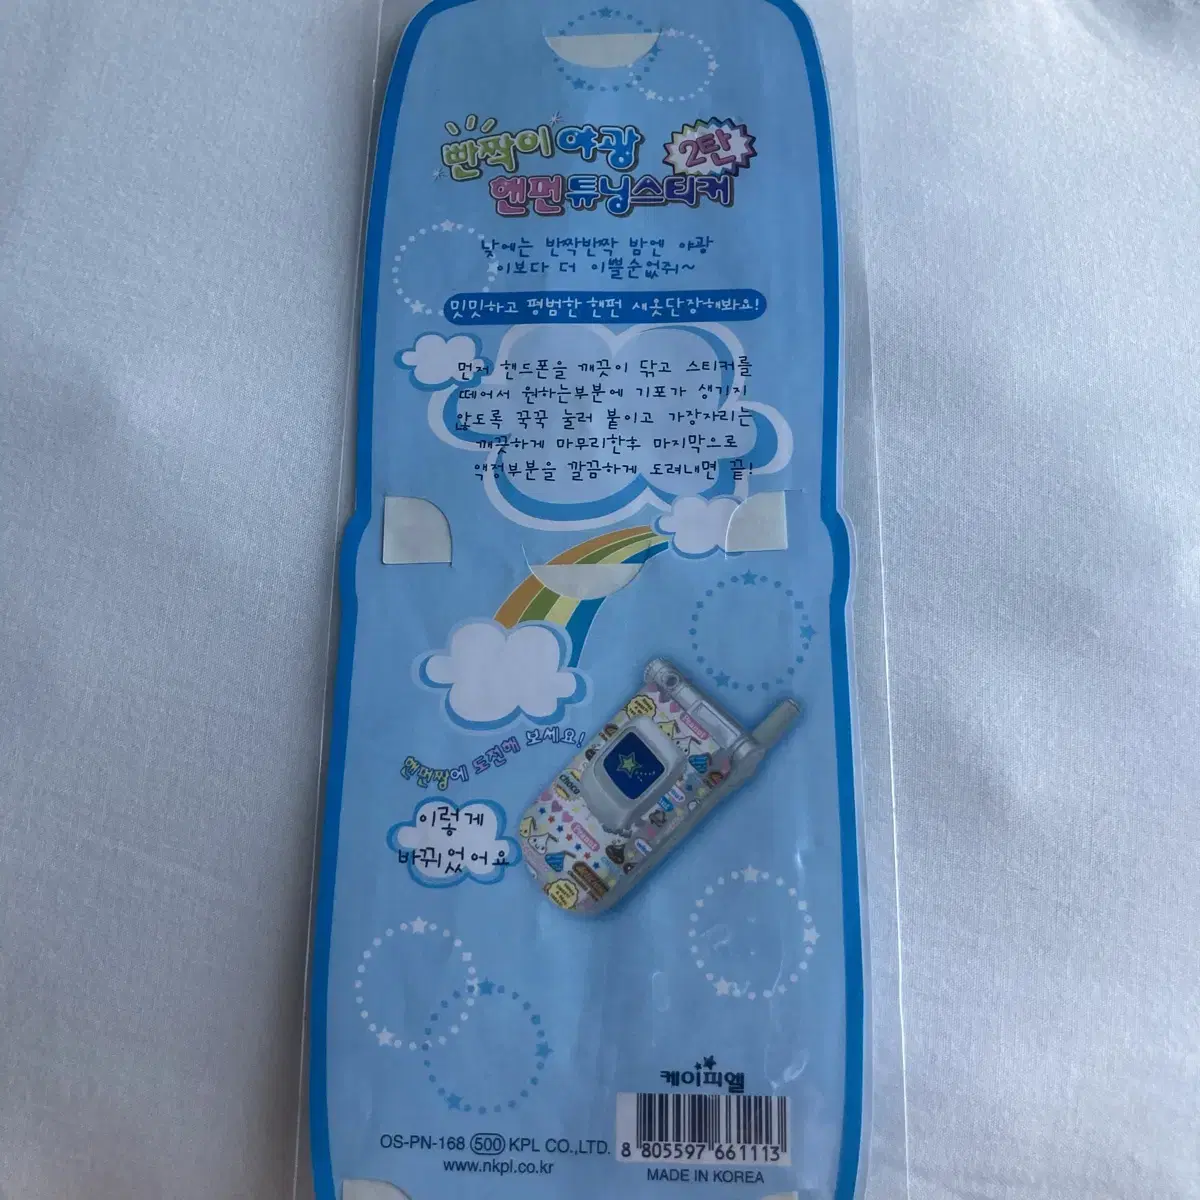 빤짝이 야광
2탄
핸펀튜닝스티커
낮에는 반짝반짝 밤엔 야광
이보다 더 이쁠순없줘~
밋밋하고 평범한 핸펀 새옷단장해봐요!
먼저 핸드폰을 깨끗이 닦고 스티커를
떼어서 원하는부분에 기포가 생기지
않도록 꾹꾹 눌러 붙이고 가장자리는
깨끗하게 마무리한후 마지막으로
액정부분을 깔끔하게 도려내면 끝!
핸펀짱에 도전해 보세요!
이렇게
바뀌었어요
케이피엘
OS-PN-168 500 KPL CO.,LTD.
www.nkpl.co.kr
8 805597 661113
MADE IN KOREA